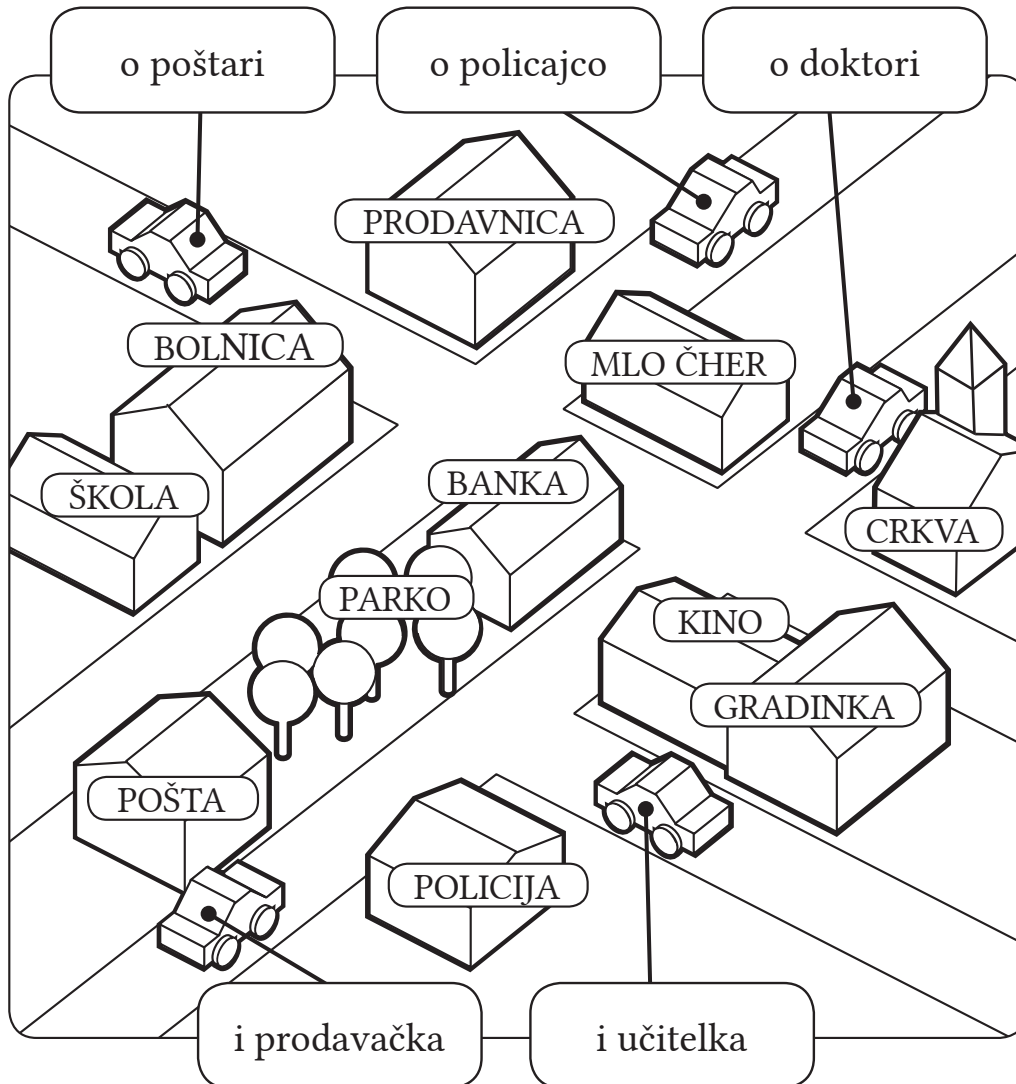 o poštari
o policajco
o doktori
PRODAVNICA
BOLNICA
MLO ČHER
ŠKOLA
BANKA
CRKVA
PARKO
KINO
GRADINKA
POŠTA
POLICIJA
i prodavačka
i učitelka